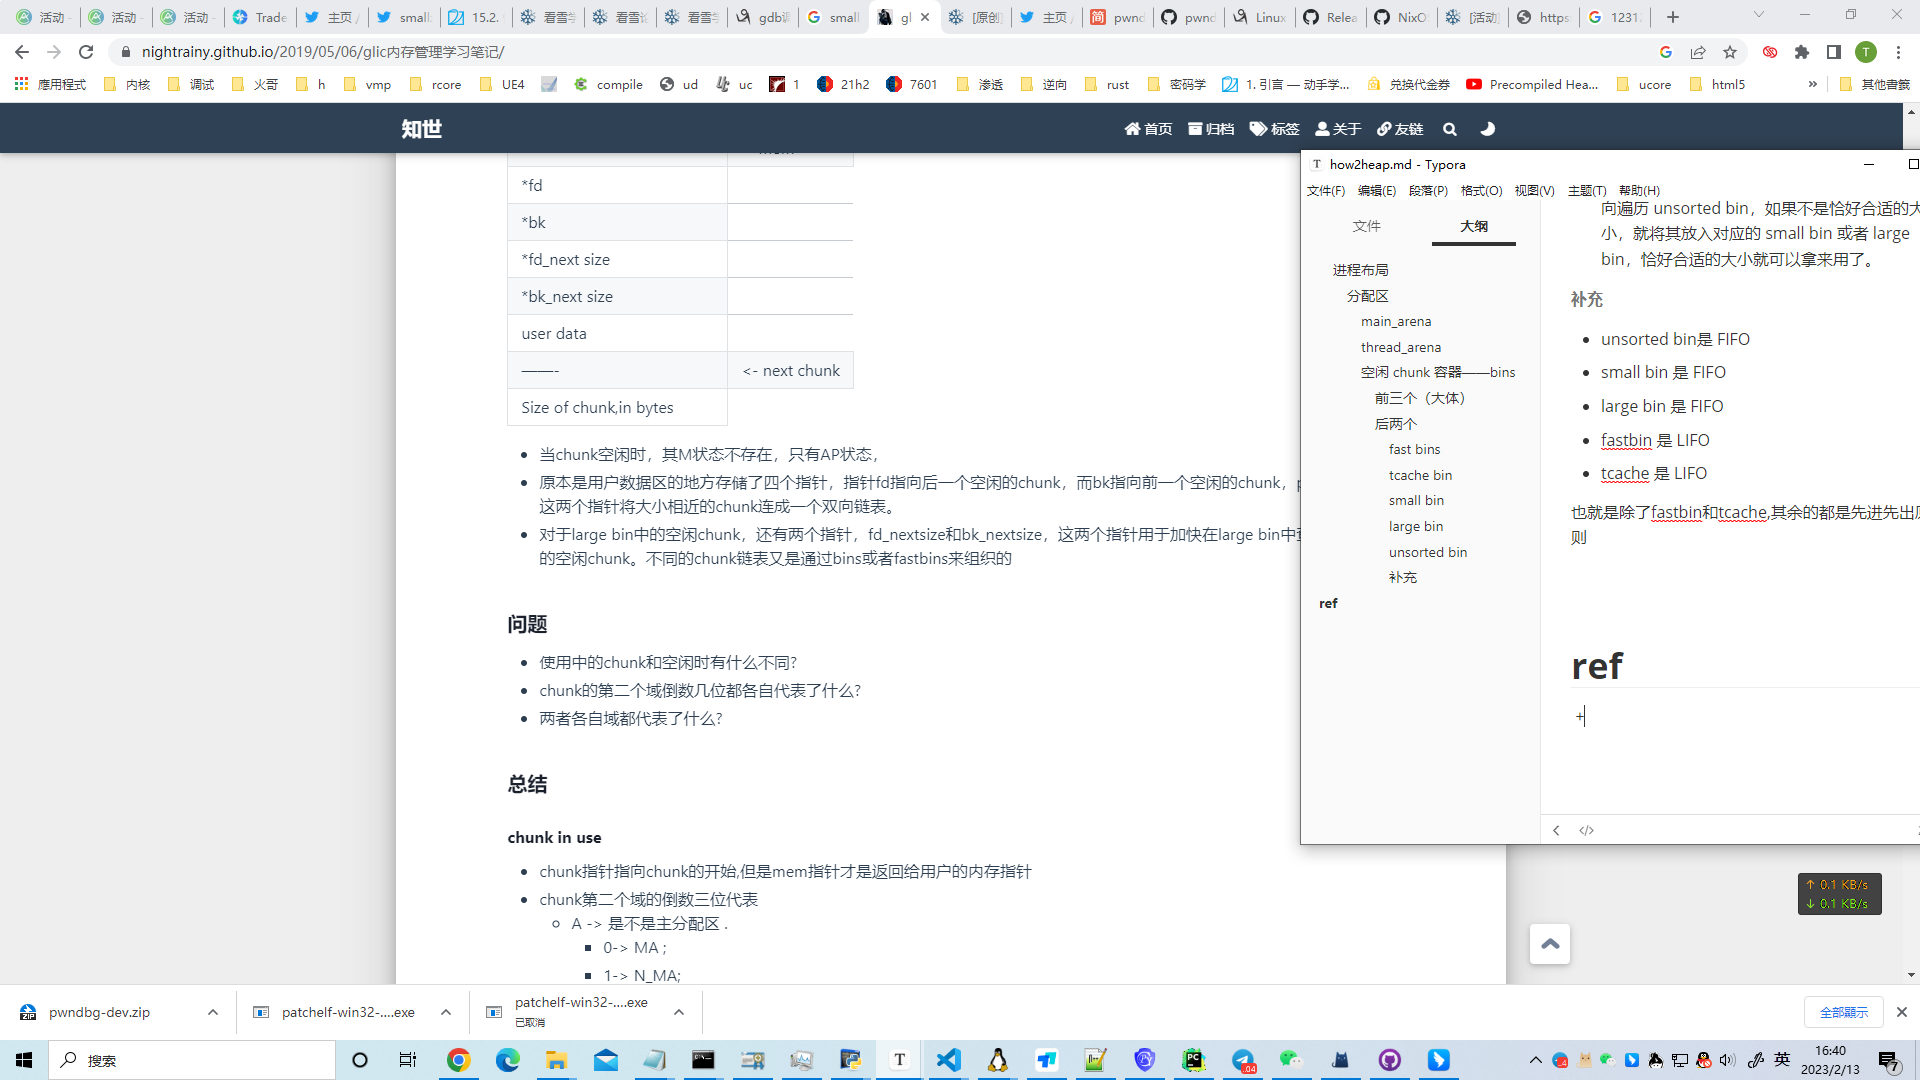 活动
活动
活动
Trade
主页 /
small
15.2.
看雪学
看雪论
看雪学
gdb调
small
gl
[原创]
主页 /
pwnd
pwnd
Linux
Relea
NixO
[活动]
https
1231
nightrainy.github.io/2019/05/06/glic内存管理学习笔记/
T
應用程式 内核 调试 火哥 h vmp rcore UE4 compile ud uc 1 21h2 7601 渗透 逆向 rust 密码学 1. 引言 — 动手学... 兑换代金券 Precompiled Hea... ucore html5 » 其他書籤
知世
首页 归档 标签 关于 友链
*fd
*bk
*fd_next size
*bk_next size
user data
——-
<- next chunk
Size of chunk,in bytes
当chunk空闲时，其M状态不存在，只有AP状态，
原本是用户数据区的地方存储了四个指针，指针fd指向后一个空闲的chunk，而bk指向前一个空闲的chunk，
这两个指针将大小相近的chunk连成一个双向链表。
对于large bin中的空闲chunk，还有两个指针，fd_nextsize和bk_nextsize，这两个指针用于加快在large bin中
的空闲chunk。不同的chunk链表又是通过bins或者fastbins来组织的
问题
使用中的chunk和空闲时有什么不同?
chunk的第二个域倒数几位都各自代表了什么?
两者各自域都代表了什么?
总结
chunk in use
chunk指针指向chunk的开始,但是mem指针才是返回给用户的内存指针
chunk第二个域的倒数三位代表
A -> 是不是主分配区 .
0-> MA ;
1-> N_MA;
how2heap.md - Typora
文件(F) 编辑(E) 段落(P) 格式(O) 视图(V) 主题(T) 帮助(H)
文件 大纲
进程布局
分配区
main_arena
thread_arena
空闲 chunk 容器——bins
前三个（大体）
后两个
fast bins
tcache bin
small bin
large bin
unsorted bin
补充
ref
向遍历 unsorted bin，如果不是恰好合适的大
小，就将其放入对应的 small bin 或者 large
bin，恰好合适的大小就可以拿来用了。
补充
unsorted bin是 FIFO
small bin 是 FIFO
large bin 是 FIFO
fastbin 是 LIFO
tcache 是 LIFO
也就是除了fastbin和tcache,其余的都是先进先出原
则
ref
+
↑ 0.1 KB/s
↓ 0.1 KB/s
pwndbg-dev.zip
patchelf-win32-....exe
patchelf-win32-....exe
已取消
全部顯示
搜索
英
16:40
2023/2/13
7